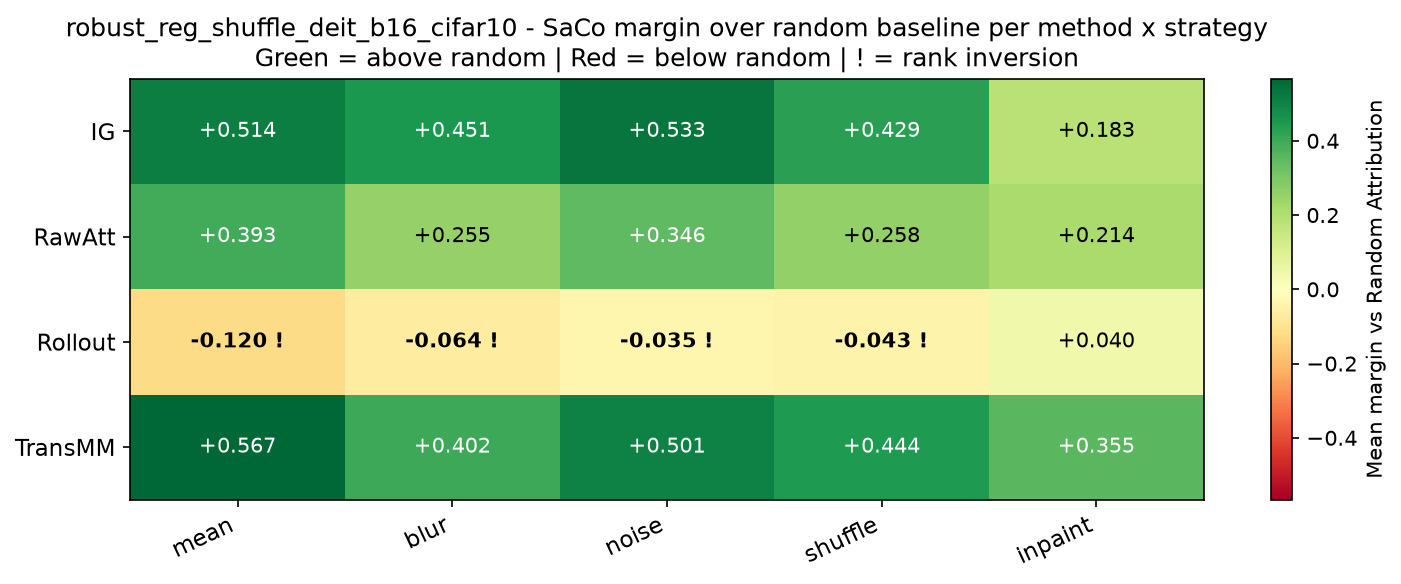 robust_reg_shuffle_deit_b16_cifar10 - SaCo margin over random baseline per method x strategy
Green = above random | Red = below random | ! = rank inversion
IG +0.514 +0.451 +0.533 +0.429 +0.183
RawAtt +0.393 +0.255 +0.346 +0.258 +0.214
Rollout -0.120 ! -0.064 ! -0.035 ! -0.043 ! +0.040
TransMM +0.567 +0.402 +0.501 +0.444 +0.355
mean blur noise shuffle inpaint
0.4
0.2
0.0
−0.2
−0.4
Mean margin vs Random Attribution